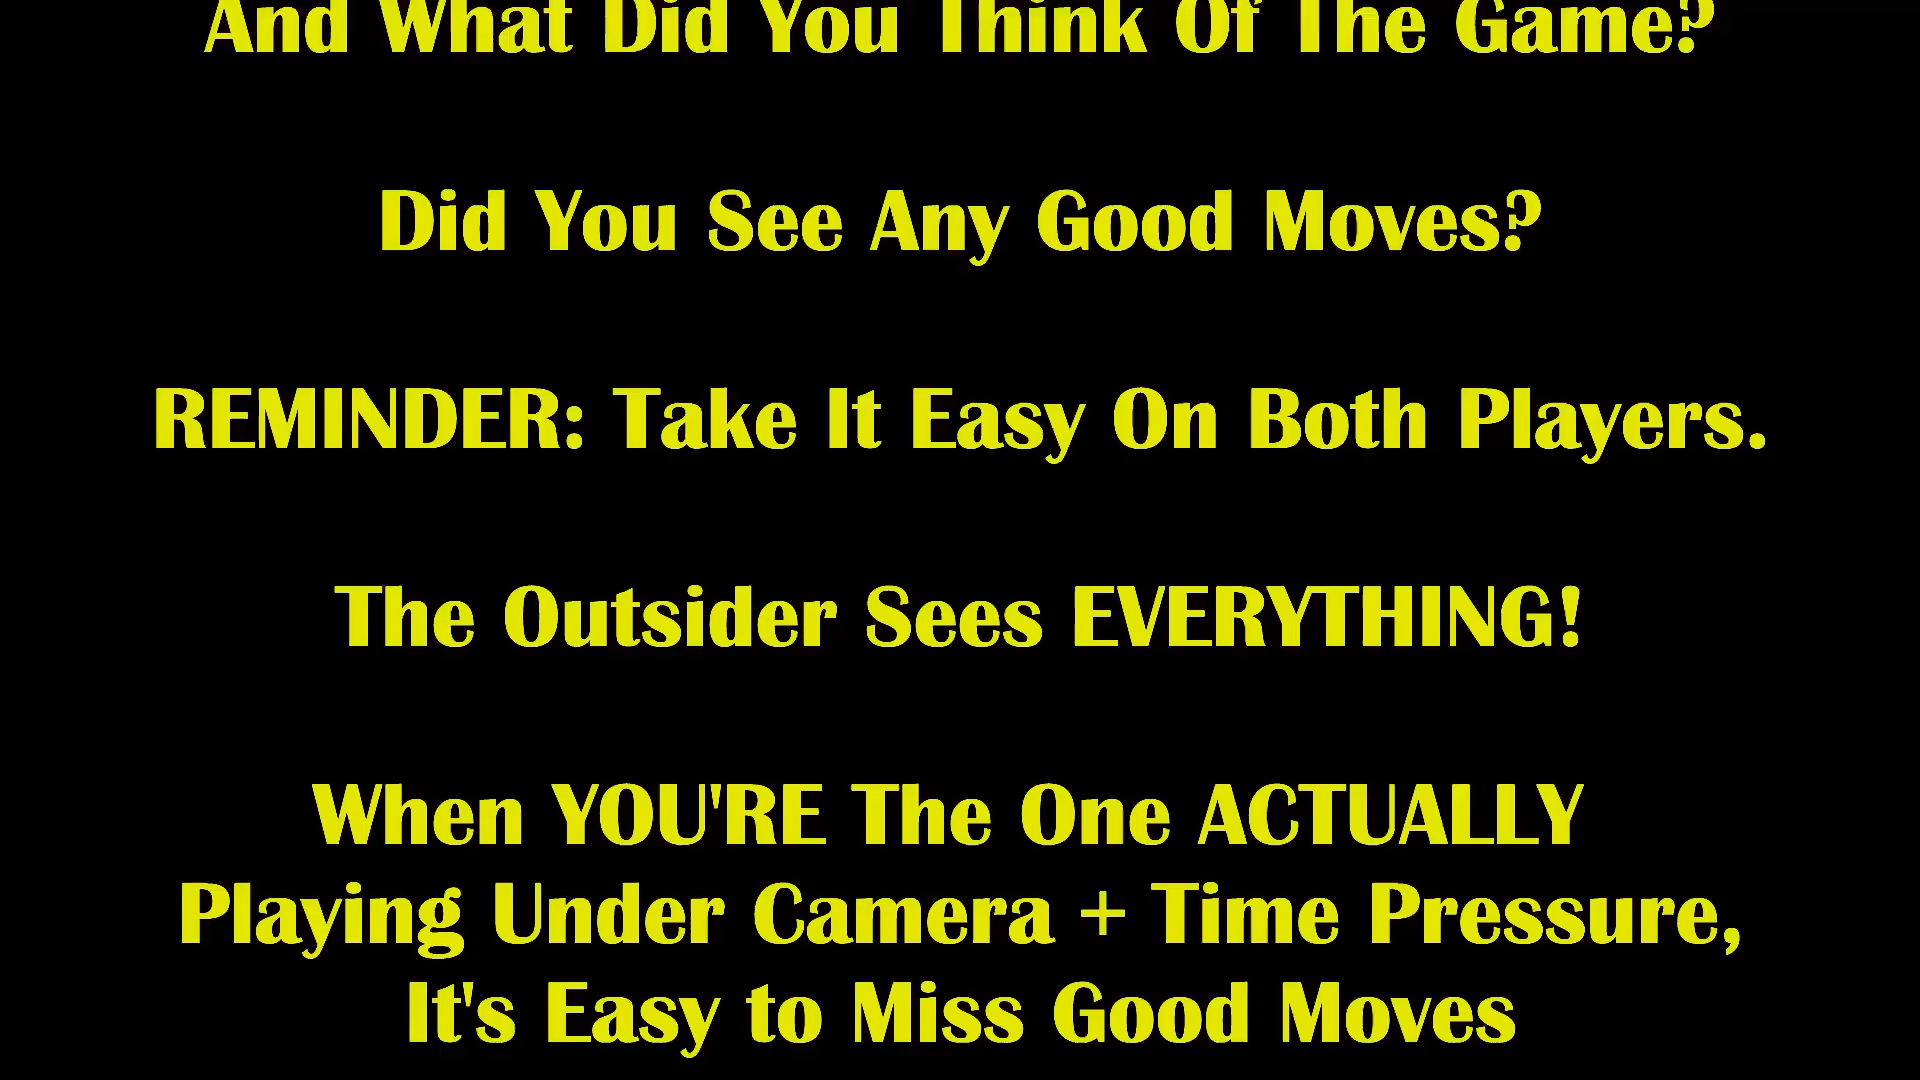 And What Did You Think Of The Game?
Did You See Any Good Moves?
REMINDER: Take It Easy On Both Players.
The Outsider Sees EVERYTHING!
When YOU'RE The One ACTUALLY
Playing Under Camera + Time Pressure,
It's Easy to Miss Good Moves